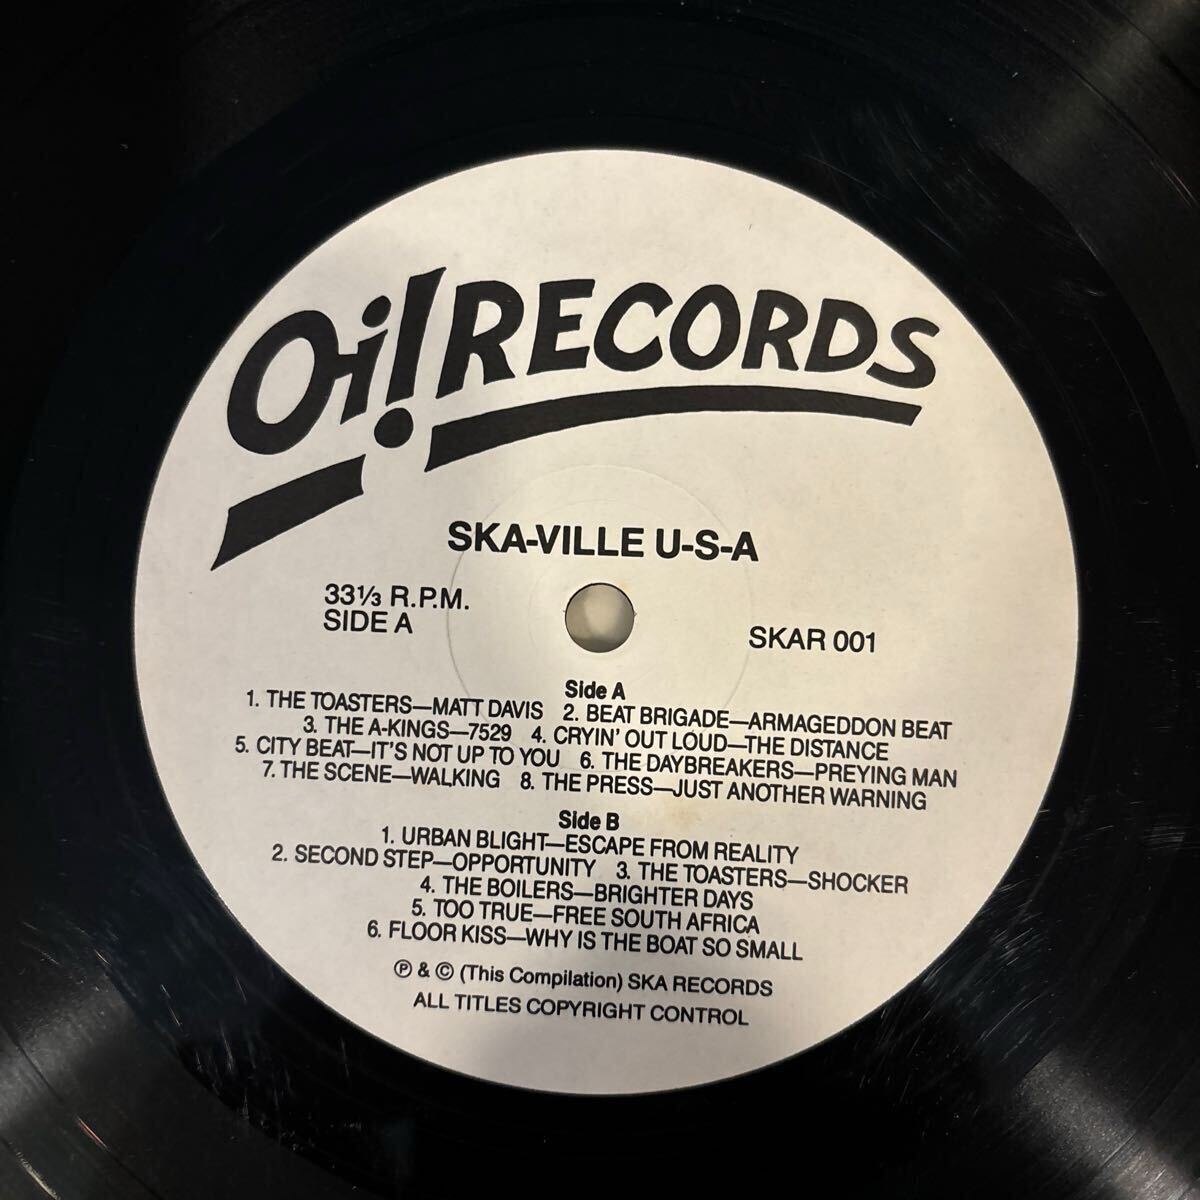 Oi! RECORDS
SKA-VILLE U-S-A
33⅓ R.P.M.
SIDE A
SKAR 001
Side A
1. THE TOASTERS—MATT DAVIS 2. BEAT BRIGADE—ARMAGEDDON BEAT
3. THE A-KINGS—7529 4. CRYIN' OUT LOUD—THE DISTANCE
5. CITY BEAT—IT'S NOT UP TO YOU 6. THE DAYBREAKERS—PREYING MAN
7. THE SCENE—WALKING 8. THE PRESS—JUST ANOTHER WARNING
Side B
1. URBAN BLIGHT—ESCAPE FROM REALITY
2. SECOND STEP—OPPORTUNITY 3. THE TOASTERS—SHOCKER
4. THE BOILERS—BRIGHTER DAYS
5. TOO TRUE—FREE SOUTH AFRICA
6. FLOOR KISS—WHY IS THE BOAT SO SMALL
℗ & © (This Compilation) SKA RECORDS
ALL TITLES COPYRIGHT CONTROL